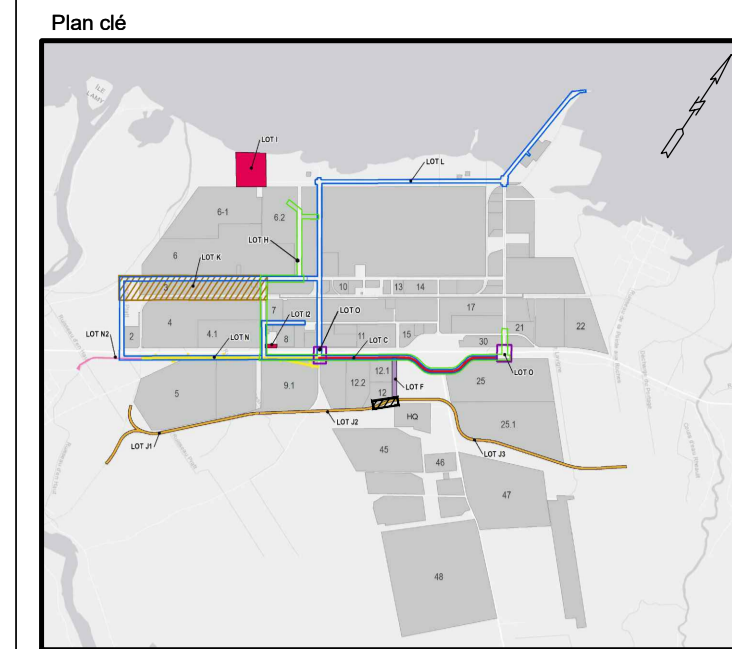 Plan clé
ÎLE
LAMY
LOT I
LOT L
6-1
6.2
LOT H
6
LOT K
3
10
13
14
7
17
4
LOT I2
LOT O
2
4.1
8
11
15
21
22
LOT N2
LOT N
LOT C
30
LOT O
12.1
5
9.1
12.2
LOT F
25
12
LOT J2
HQ
25.1
LOT J1
LOT J3
45
46
47
48